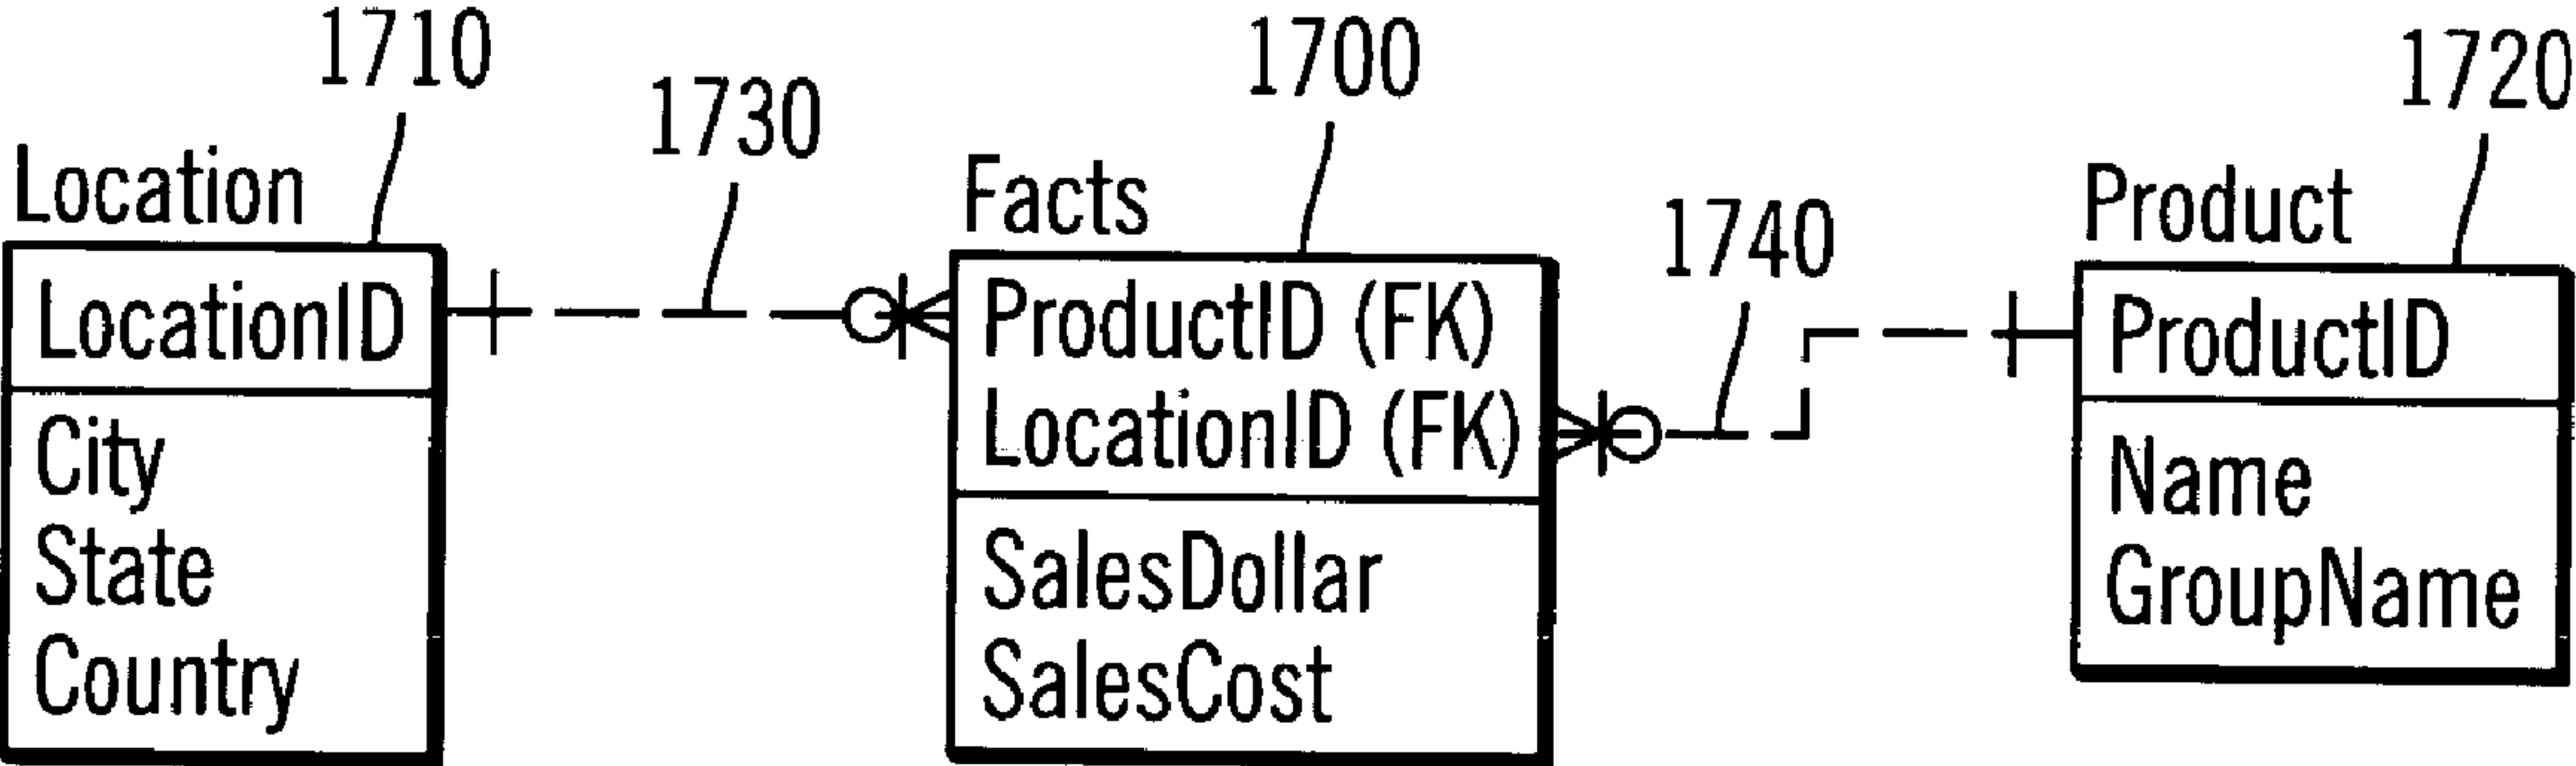 1710
1730
1700
1720
Location
Facts
1740
Product
LocationID
City
State
Country
ProductID (FK)
LocationID (FK)
SalesDollar
SalesCost
ProductID
Name
GroupName